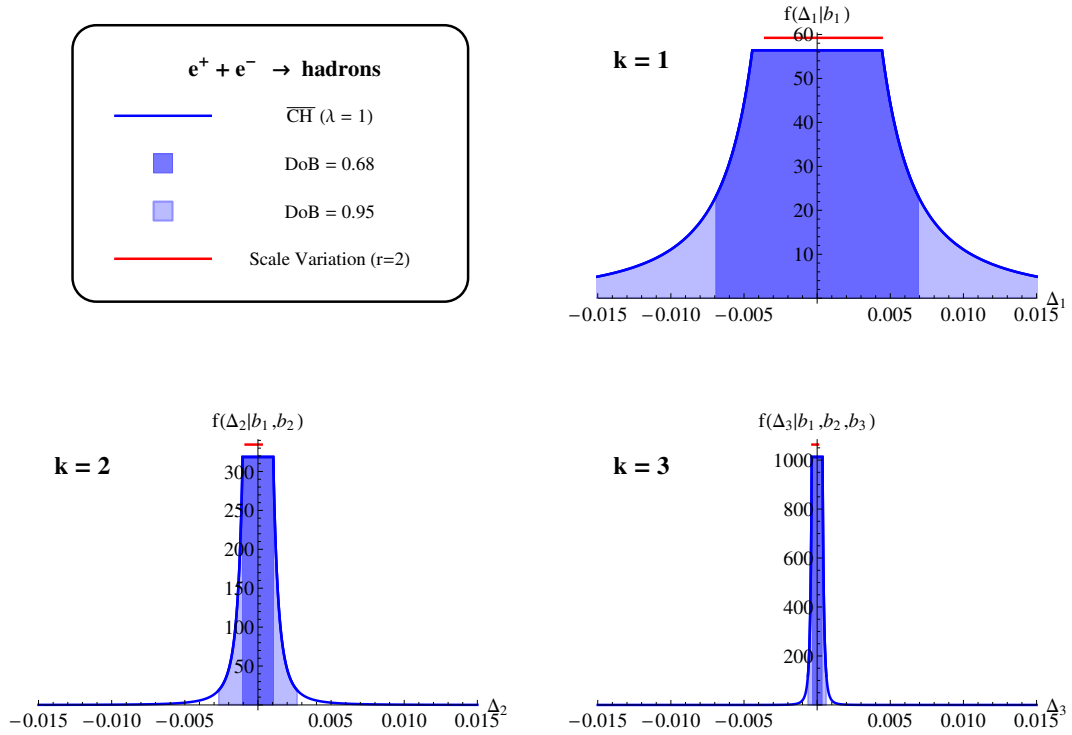 e⁺ + e⁻ → hadrons
C̅H̅ (λ = 1)
DoB = 0.68
DoB = 0.95
Scale Variation (r=2)
f(Δ₁|b₁)
k = 1
60
50
40
30
20
10
−0.015 −0.010 −0.005 0.005 0.010 0.015 Δ₁
f(Δ₂|b₁,b₂)
k = 2
300
250
200
150
100
50
−0.015 −0.010 −0.005 0.005 0.010 0.015 Δ₂
f(Δ₃|b₁,b₂,b₃)
k = 3
1000
800
600
400
200
−0.015 −0.010 −0.005 0.005 0.010 0.015 Δ₃